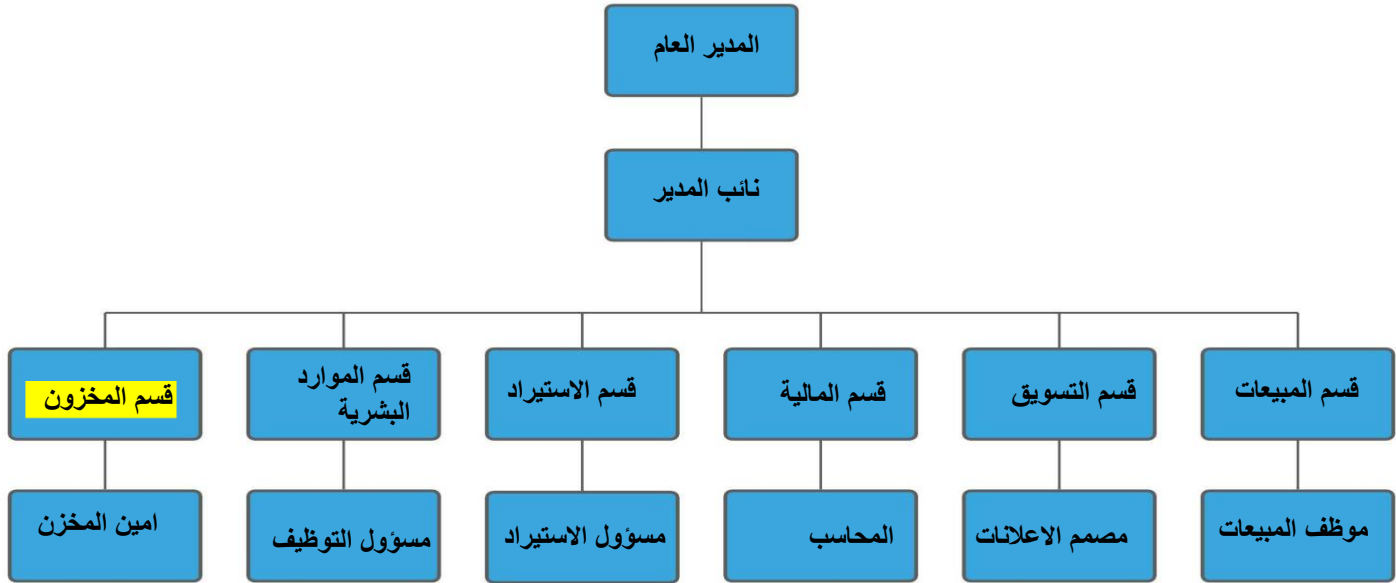 المدير العام
نائب المدير
قسم المبيعات
قسم التسويق
قسم المالية
قسم الاستيراد
قسم الموارد
البشرية
قسم المخزون
موظف المبيعات
مصمم الاعلانات
المحاسب
مسؤول الاستيراد
مسؤول التوظيف
امين المخزن